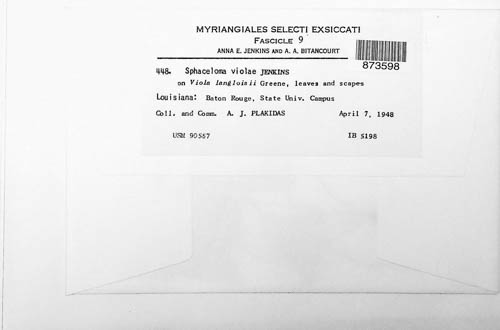 MYRIANGIALES SELECTI EXSICCATI
FASCICLE 9
ANNA E. JENKINS AND A. A. BITANCOURT
873598
448. Sphaceloma violae JENKINS
on Viola langloisii Greene, leaves and scapes
Louisiana: Baton Rouge, State Univ. Campus
Coll. and Comm. A. J. PLAKIDAS April 7, 1948
USM 90557 IB 5198